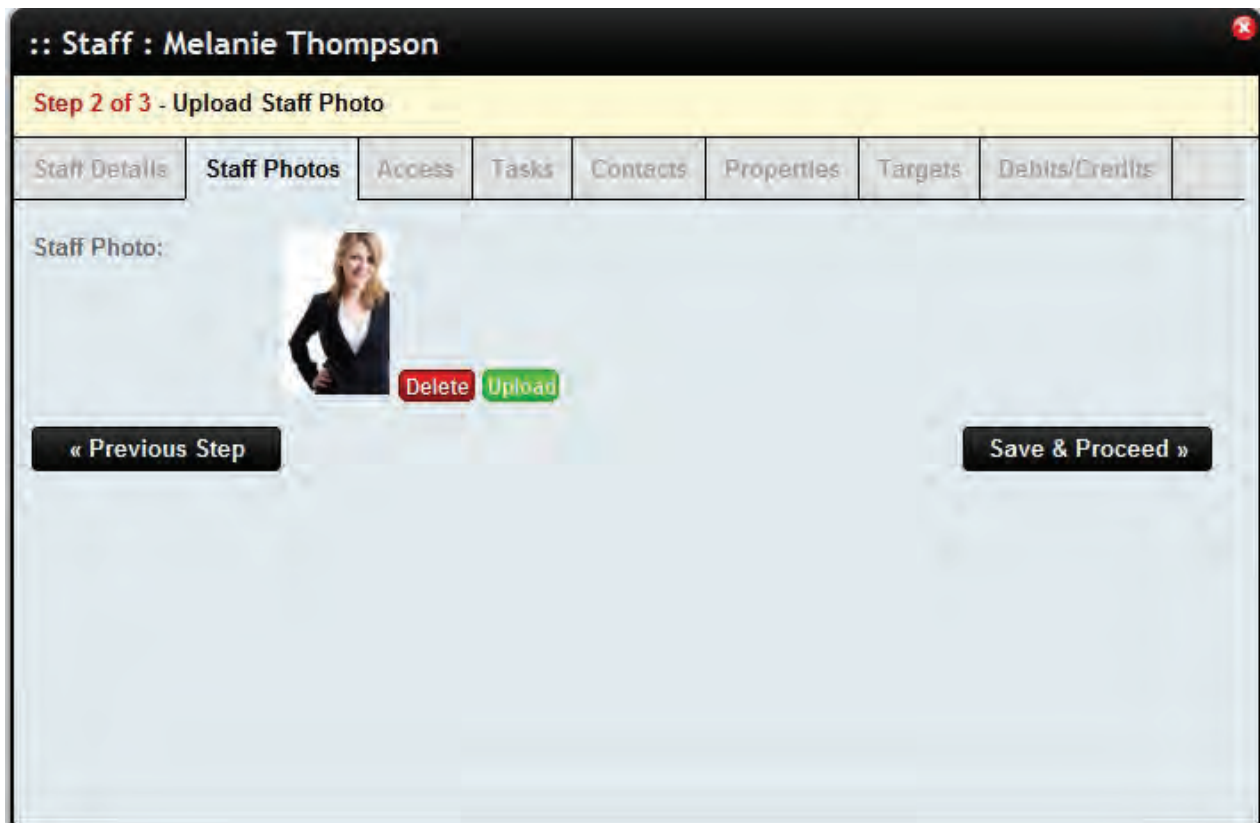 :: Staff : Melanie Thompson
Step 2 of 3 - Upload Staff Photo
Staff Details Staff Photos Access Tasks Contacts Properties Targets Debits/Credits
Staff Photo:
Delete Upload
« Previous Step Save & Proceed »